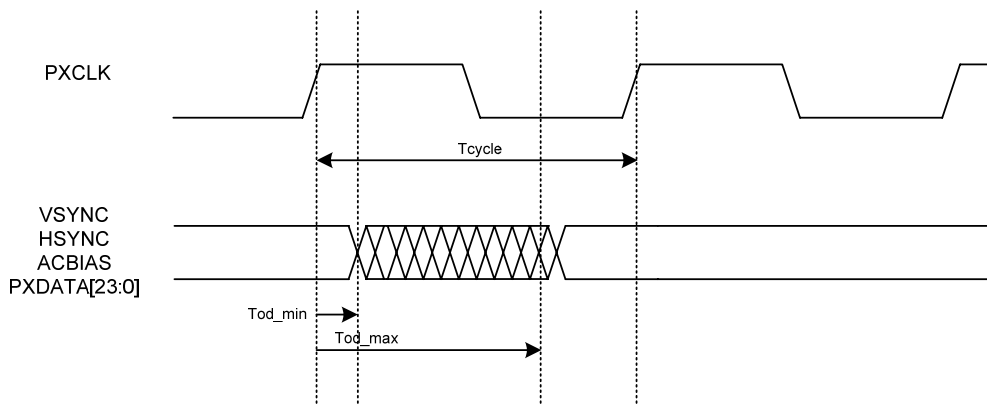 PXCLK
Tcycle
VSYNC
HSYNC
ACBIAS
PXDATA[23:0]
Tod_min
Tod_max